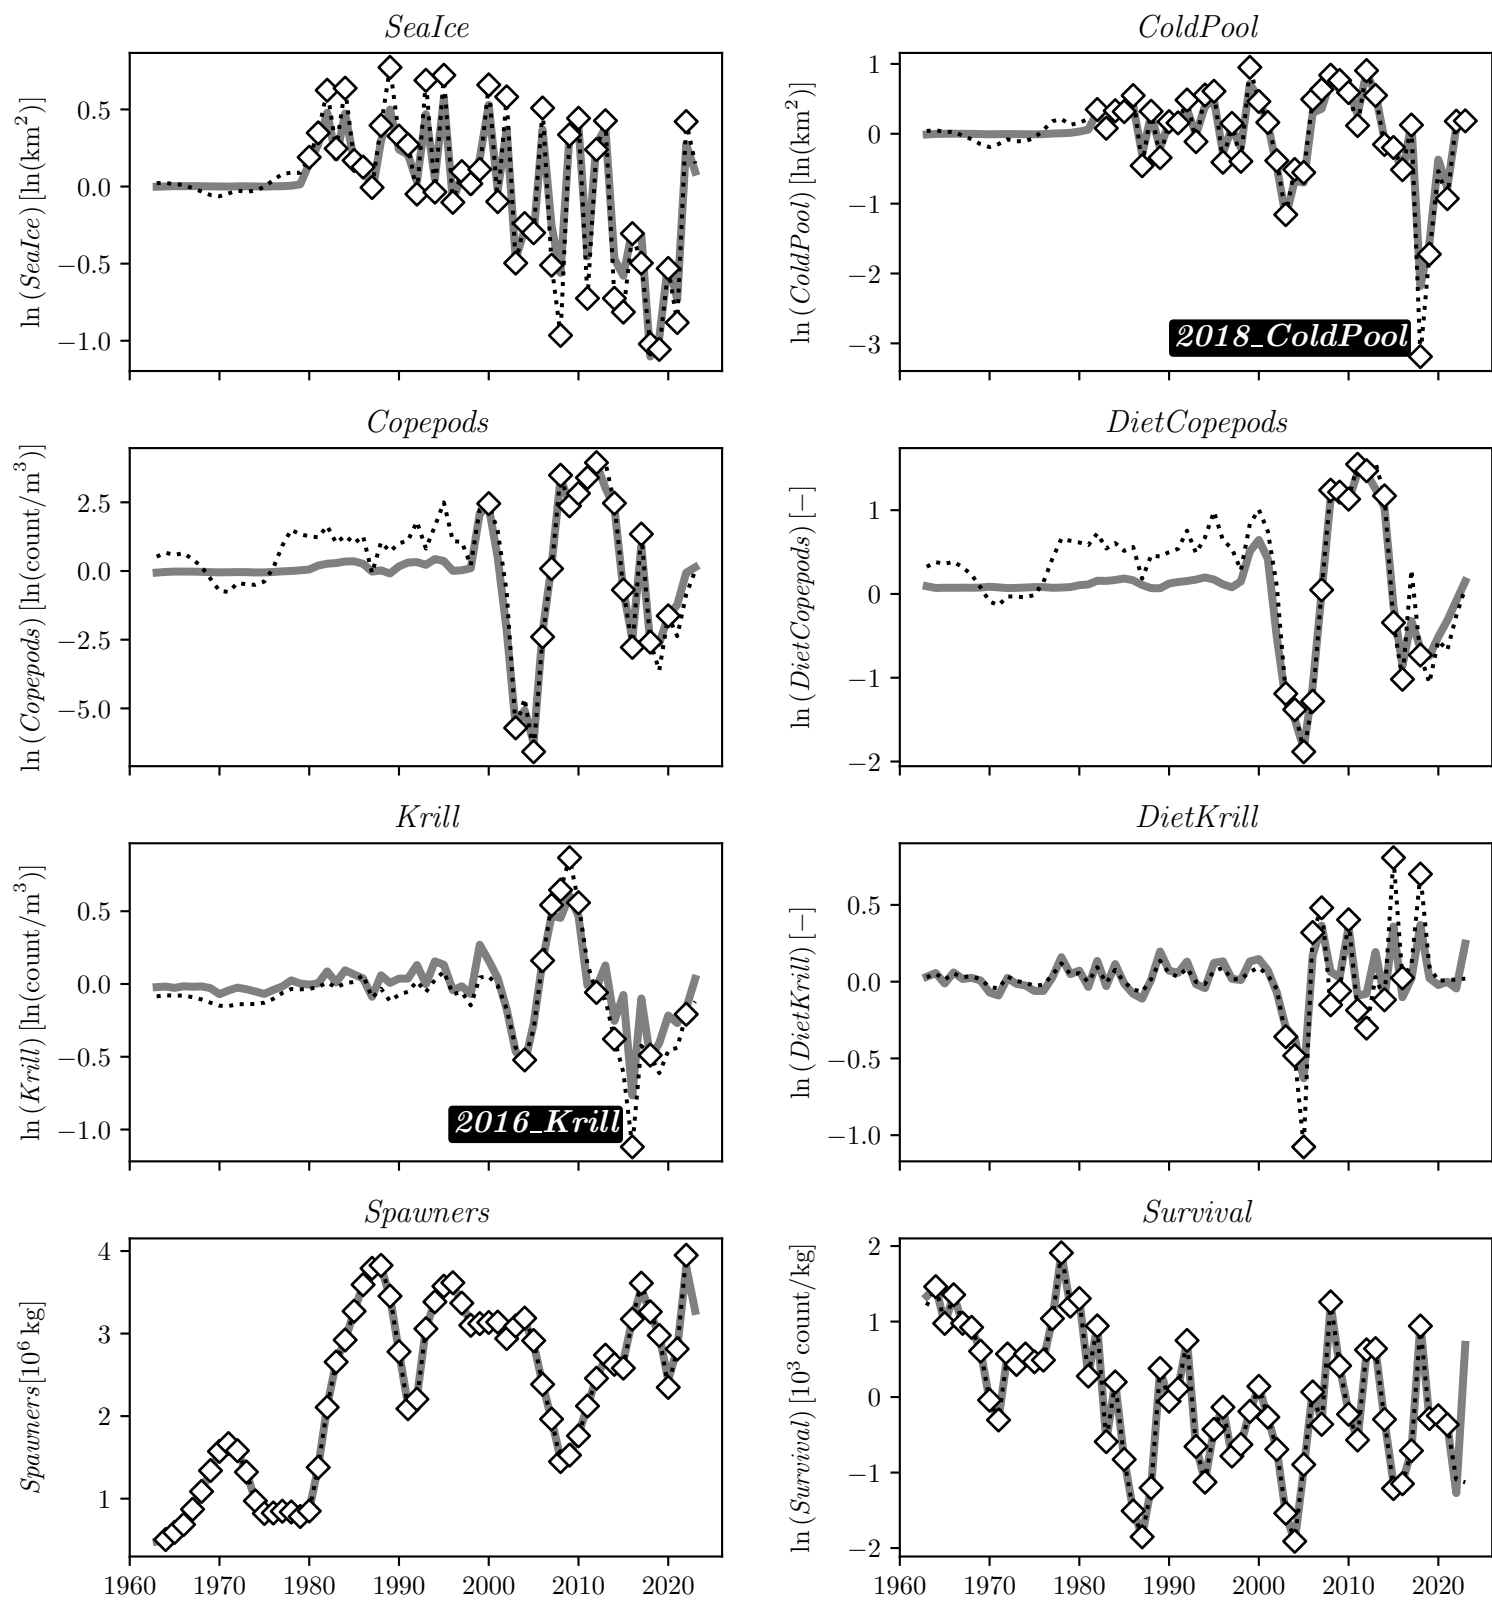 SeaIce
ln (SeaIce) [ln(km²)]
0.5
0.0
−0.5
−1.0
ColdPool
ln (ColdPool) [ln(km²)]
1
0
−1
−2
−3
2018_ColdPool
Copepods
ln (Copepods) [ln(count/m³)]
2.5
0.0
−2.5
−5.0
DietCopepods
ln (DietCopepods) [−]
1
0
−1
−2
Krill
ln (Krill) [ln(count/m³)]
0.5
0.0
−0.5
−1.0
2016_Krill
DietKrill
ln (DietKrill) [−]
0.5
0.0
−0.5
−1.0
Spawners
Spawners[10⁶ kg]
4
3
2
1
1960 1970 1980 1990 2000 2010 2020
Survival
ln (Survival) [10³ count/kg]
2
1
0
−1
−2
1960 1970 1980 1990 2000 2010 2020